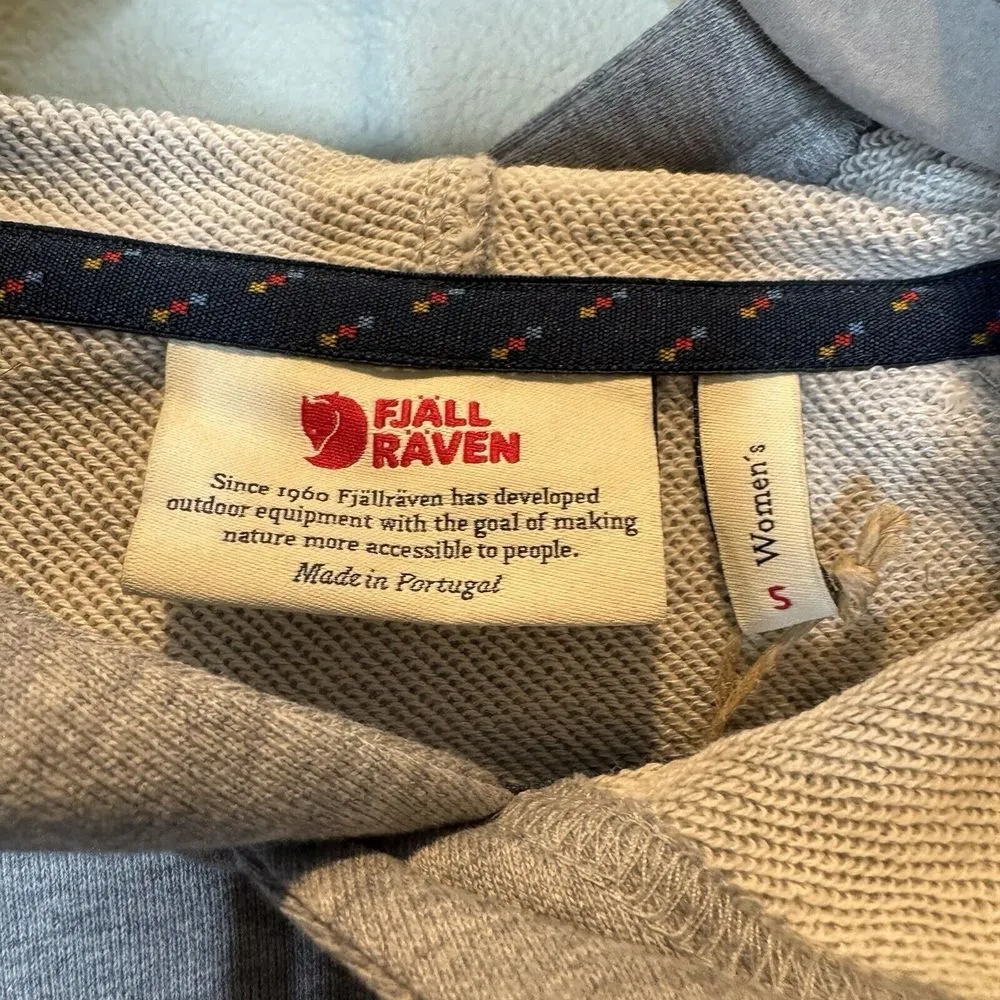 FJÄLL
RÄVEN
Since 1960 Fjällräven has developed
outdoor equipment with the goal of making
nature more accessible to people.
Made in Portugal
Women's
S